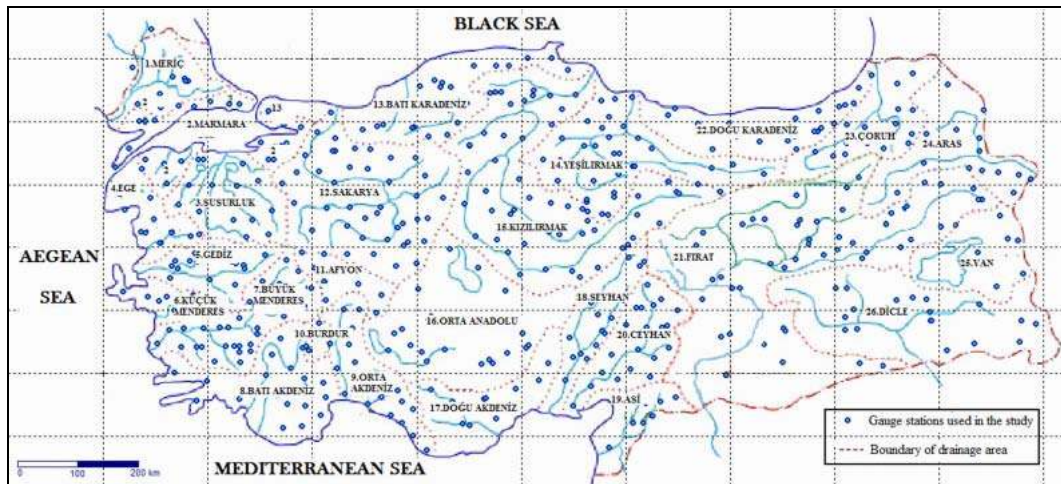 BLACK SEA
1.MERİÇ
2
2
13
13.BATI KARADENİZ
2.MARMARA
22.DOĞU KARADENİZ
23.ÇORUH
24.ARAS
2
2
14.YEŞİLIRMAK
4.EGE
12.SAKARYA
3.SUSURLUK
15.KIZILIRMAK
AEGEAN
SEA
5.GEDİZ
11.AFYON
21.FIRAT
25.VAN
6.KÜÇÜK
MENDERES
7.BÜYÜK
MENDERES
18.SEYHAN
26.DİCLE
16.ORTA ANADOLU
10.BURDUR
20.CEYHAN
9.ORTA
AKDENİZ
8.BATI AKDENİZ
17.DOĞU AKDENİZ
19.ASİ
Gauge stations used in the study
Boundary of drainage area
MEDITERRANEAN SEA
0 100 200 km